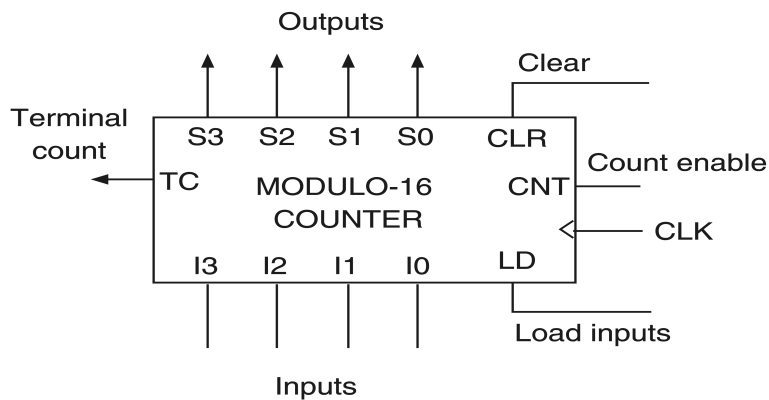 Outputs
Clear
Terminal
count
S3 S2 S1 S0 CLR
Count enable
TC MODULO-16 CNT
COUNTER
CLK
I3 I2 I1 I0 LD
Load inputs
Inputs